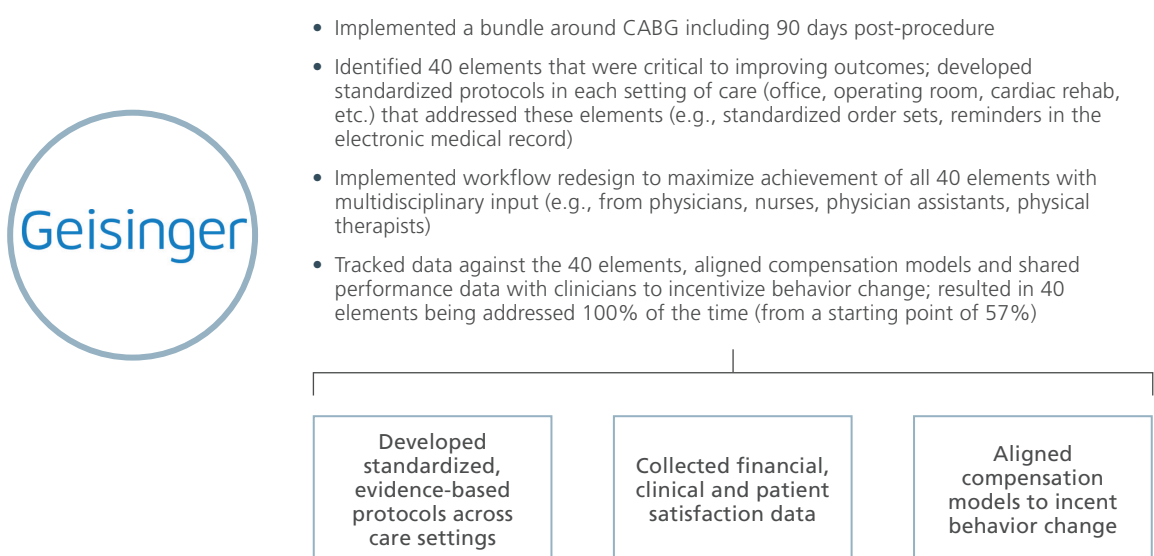 Geisinger
• Implemented a bundle around CABG including 90 days post-procedure
• Identified 40 elements that were critical to improving outcomes; developed
standardized protocols in each setting of care (office, operating room, cardiac rehab,
etc.) that addressed these elements (e.g., standardized order sets, reminders in the
electronic medical record)
• Implemented workflow redesign to maximize achievement of all 40 elements with
multidisciplinary input (e.g., from physicians, nurses, physician assistants, physical
therapists)
• Tracked data against the 40 elements, aligned compensation models and shared
performance data with clinicians to incentivize behavior change; resulted in 40
elements being addressed 100% of the time (from a starting point of 57%)
Developed
standardized,
evidence-based
protocols across
care settings
Collected financial,
clinical and patient
satisfaction data
Aligned
compensation
models to incent
behavior change